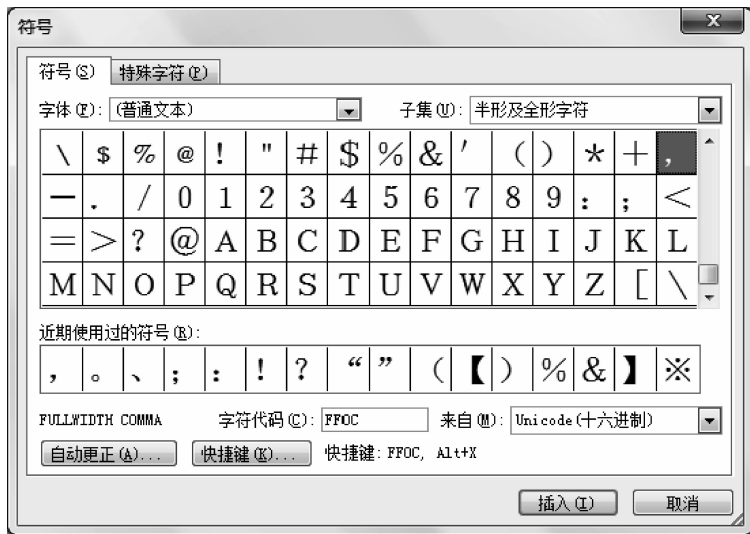 符号
X
符号(S) 特殊字符(P)
字体(F): (普通文本) 子集(U): 半形及全形字符
﹨ ﹩ ﹪ ﹫ ！ ＂ ＃ ＄ ％ ＆ ＇ （ ） ＊ ＋ ，
－ ． ／ ０ １ ２ ３ ４ ５ ６ ７ ８ ９ ： ； ＜
＝ ＞ ？ ＠ Ａ Ｂ Ｃ Ｄ Ｅ Ｆ Ｇ Ｈ Ｉ Ｊ Ｋ Ｌ
Ｍ Ｎ Ｏ Ｐ Ｑ Ｒ Ｓ Ｔ Ｕ Ｖ Ｗ Ｘ Ｙ Ｚ ［ ＼
近期使用过的符号(R):
， 。 、 ； ： ！ ？ “ ” （ 【 ） ％ ＆ 】 ※
FULLWIDTH COMMA 字符代码(C): FF0C 来自(M): Unicode(十六进制)
自动更正(A)... 快捷键(K)... 快捷键: FF0C, Alt+X
插入(I) 取消